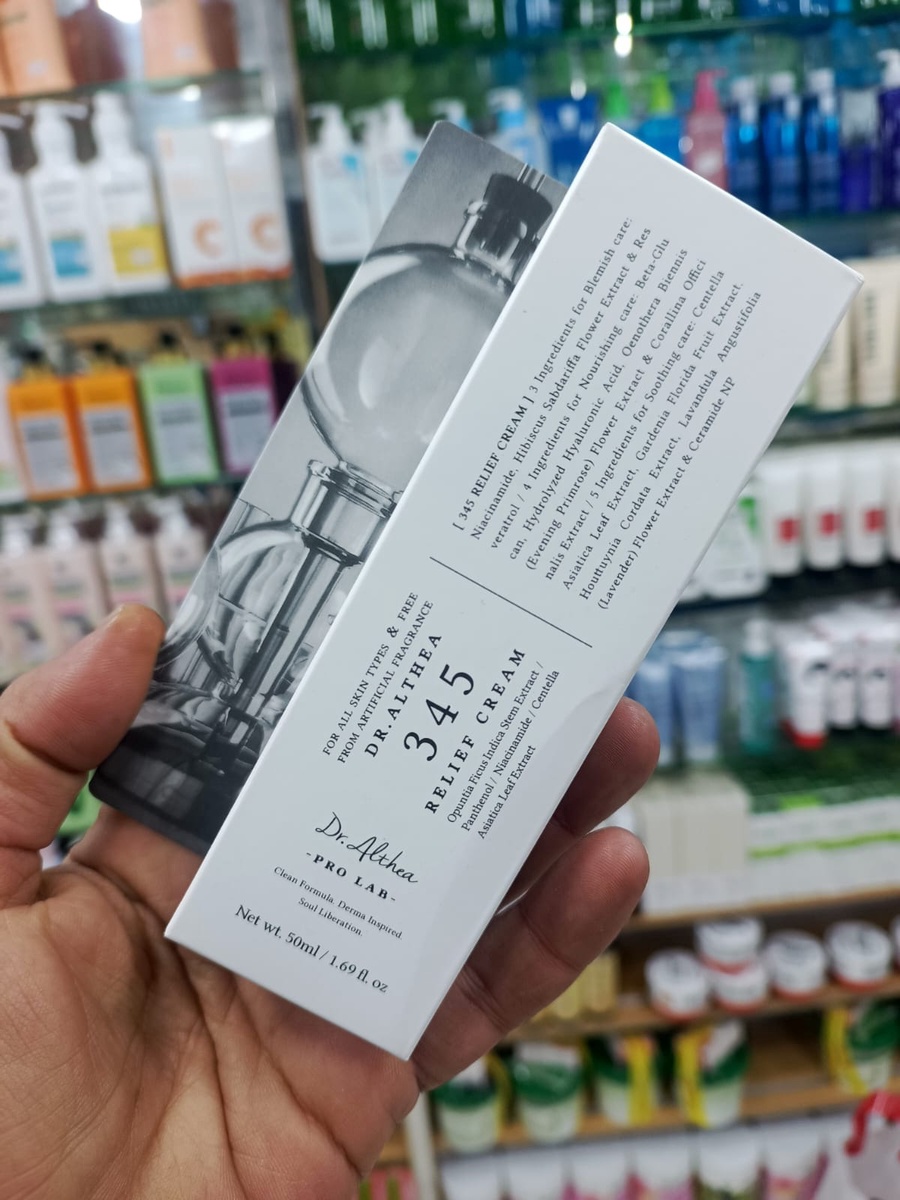 [ 345 RELIEF CREAM ] 3 Ingredients for Blemish care:
Niacinamide, Hibiscus Sabdariffa Flower Extract & Res
veratrol / 4 Ingredients for Nourishing care: Beta-Glu
can, Hydrolyzed Hyaluronic Acid, Oenothera Biennis
(Evening Primrose) Flower Extract & Corallina Offici
nalis Extract / 5 Ingredients for Soothing care: Centella
Asiatica Leaf Extract, Gardenia Florida Fruit Extract.
Houttuynia Cordata Extract, Lavandula Angustifolia
(Lavender) Flower Extract & Ceramide NP
FOR ALL SKIN TYPES & FREE
FROM ARTIFICIAL FRAGRANCE
DR.ALTHEA
345
RELIEF CREAM
Opuntia Ficus Indica Stem Extract /
Panthenol / Niacinamide / Centella
Asiatica Leaf Extract
Dr.Althea
-PRO LAB-
Clean Formula. Derma Inspired.
Soul Liberation.
Net wt. 50ml / 1.69 fl. oz